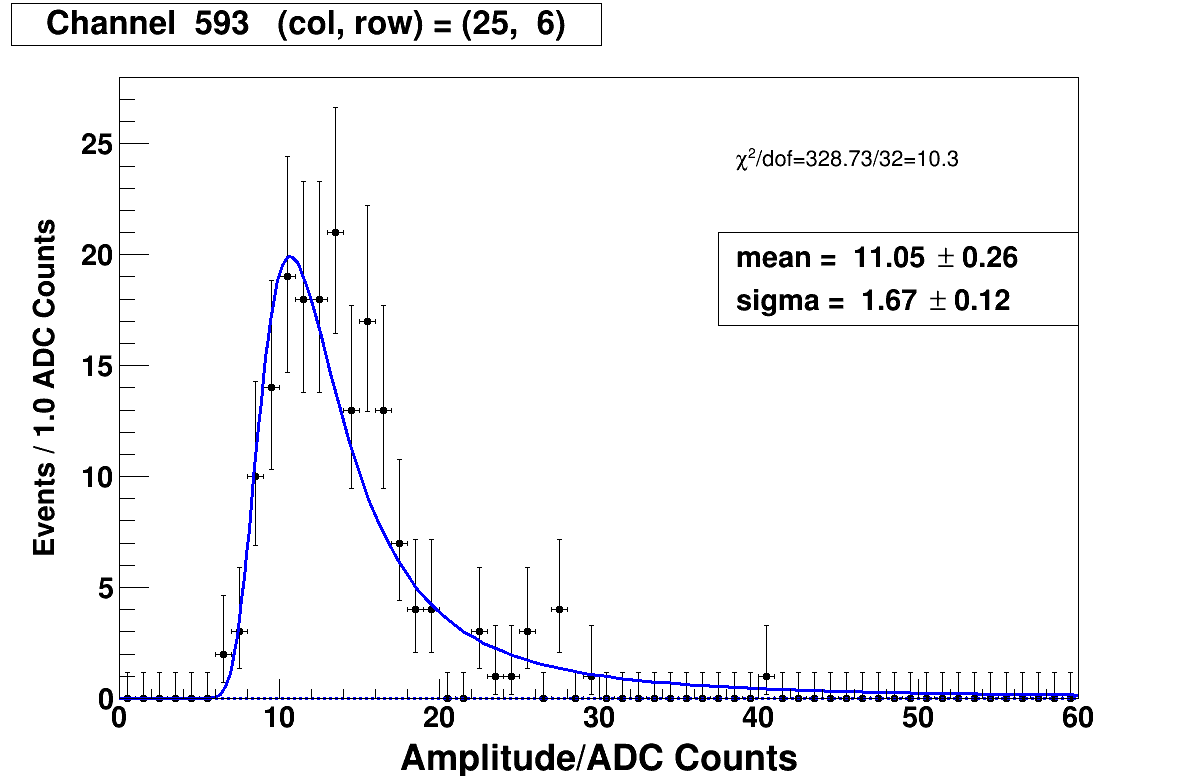 Channel 593 (col, row) = (25, 6)
25
20
15
10
5
0
Events / 1.0 ADC Counts
χ²/dof=328.73/32=10.3
mean = 11.05 ± 0.26
sigma = 1.67 ± 0.12
0 10 20 30 40 50 60
Amplitude/ADC Counts